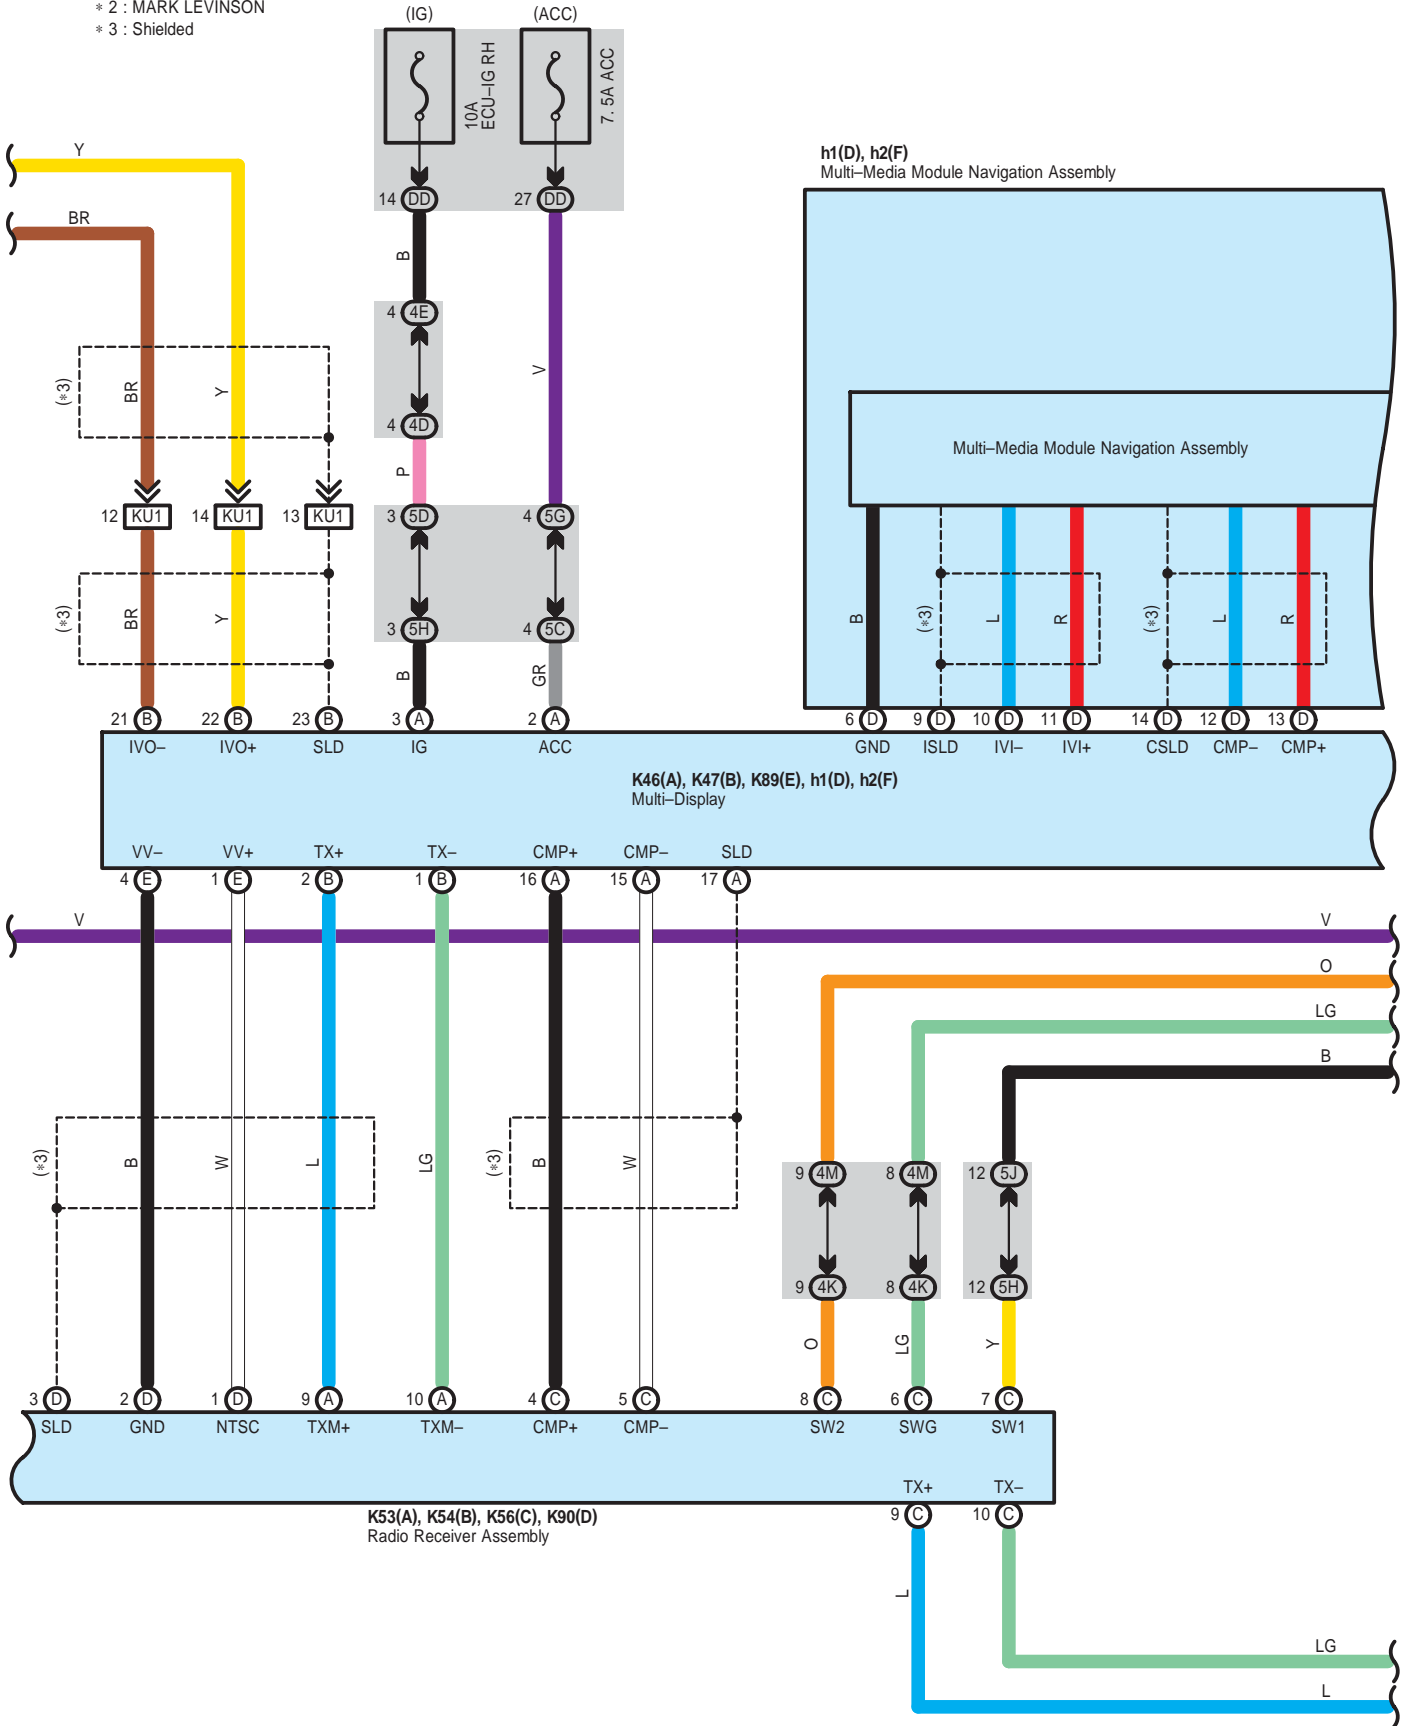 * 2 : MARK LEVINSON
* 3 : Shielded
(IG) (ACC)
10A
ECU–IG RH
7. 5A ACC
14 DD 27 DD
Y
BR
B
V
4 4E
4 4D
P
(*3) BR Y
12 KU1 14 KU1 13 KU1
3 5D 4 5G
(*3) BR Y
3 5H 4 5C
B GR
h1(D), h2(F)
Multi–Media Module Navigation Assembly
Multi–Media Module Navigation Assembly
B (*3) L R (*3) L R
21 B 22 B 23 B 3 A 2 A 6 D 9 D 10 D 11 D 14 D 12 D 13 D
IVO– IVO+ SLD IG ACC GND ISLD IVI– IVI+ CSLD CMP– CMP+
K46(A), K47(B), K89(E), h1(D), h2(F)
Multi–Display
VV– VV+ TX+ TX– CMP+ CMP– SLD
4 E 1 E 2 B 1 B 16 A 15 A 17 A
V V
O
LG
B
(*3) B W L LG (*3) B W
9 4M 8 4M 12 5J
9 4K 8 4K 12 5H
O LG Y
3 D 2 D 1 D 9 A 10 A 4 C 5 C 8 C 6 C 7 C
SLD GND NTSC TXM+ TXM– CMP+ CMP– SW2 SWG SW1
TX+ TX–
K53(A), K54(B), K56(C), K90(D)
Radio Receiver Assembly
9 C 10 C
L
LG
L